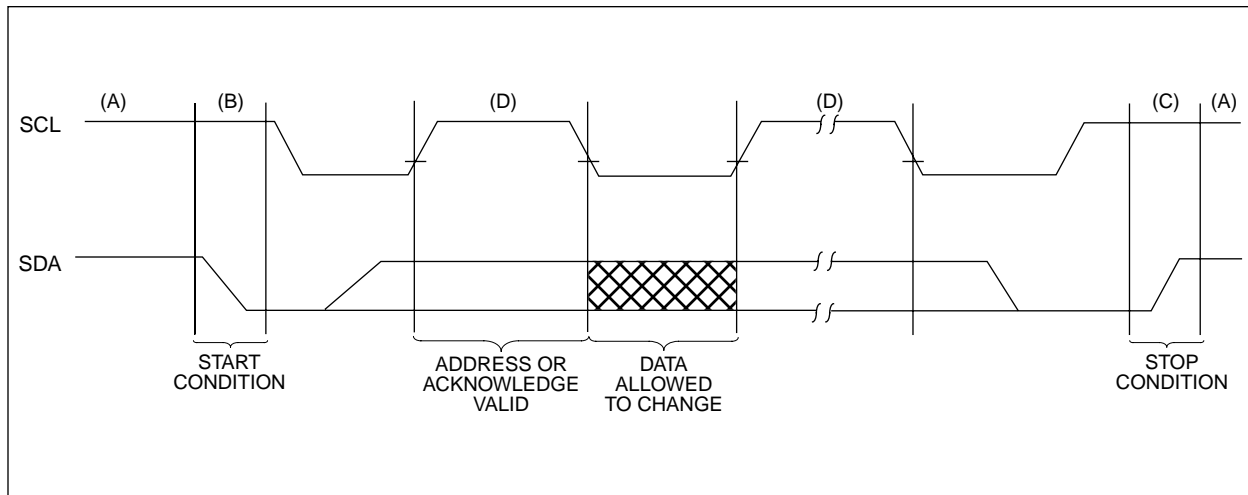 (A) (B) (D) (D) (C) (A)
SCL
SDA
START
CONDITION
ADDRESS OR
ACKNOWLEDGE
VALID
DATA
ALLOWED
TO CHANGE
STOP
CONDITION